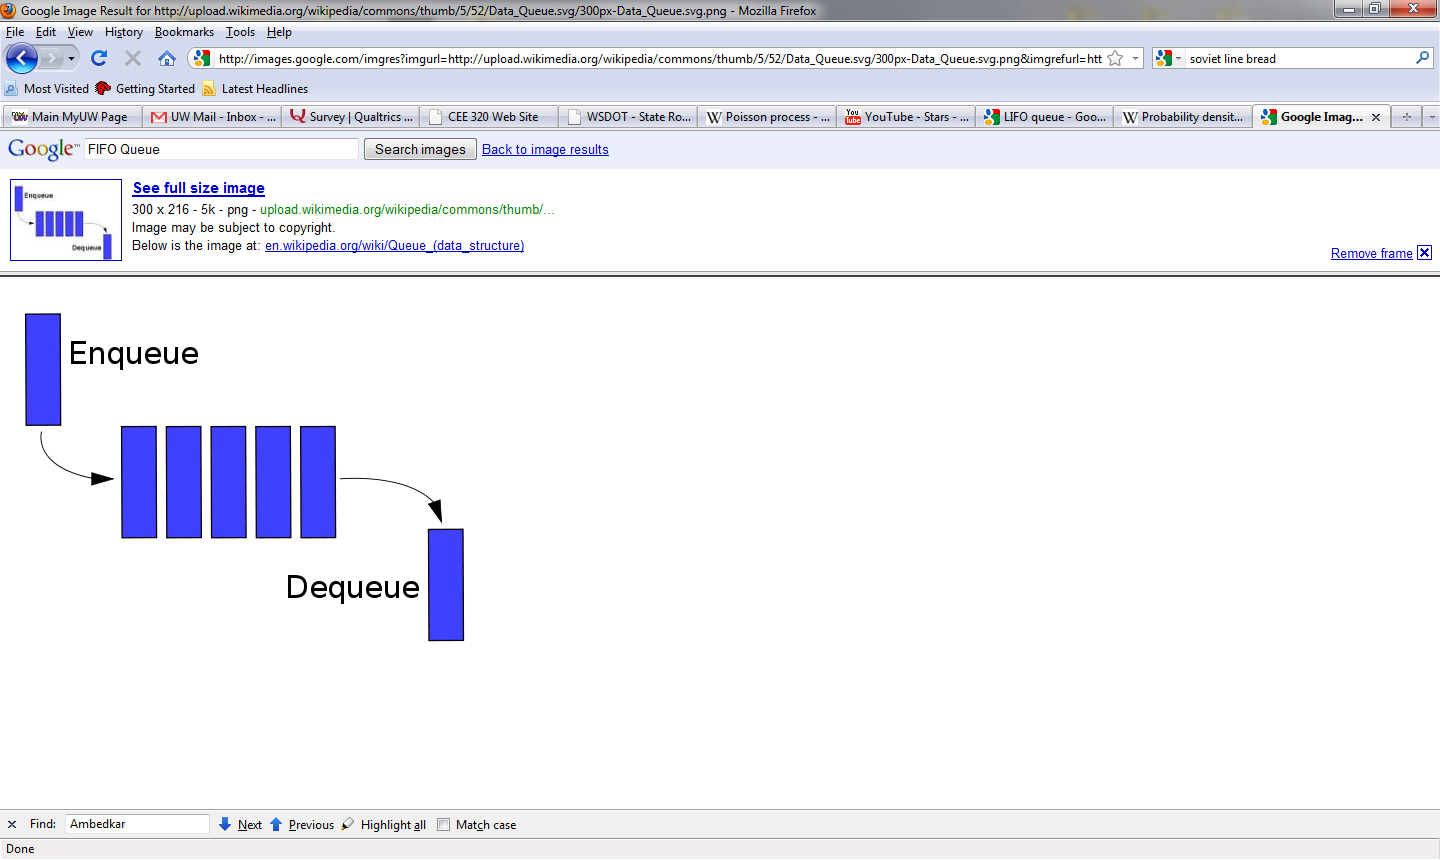 Google Image Result for http://upload.wikimedia.org/wikipedia/commons/thumb/5/52/Data_Queue.svg/300px-Data_Queue.svg.png - Mozilla Firefox
File Edit View History Bookmarks Tools Help
http://images.google.com/imgres?imgurl=http://upload.wikimedia.org/wikipedia/commons/thumb/5/52/Data_Queue.svg/300px-Data_Queue.svg.png&imgrefurl=htt soviet line bread
Most Visited Getting Started Latest Headlines
Main MyUW Page UW Mail - Inbox - ... Survey | Qualtrics ... CEE 320 Web Site WSDOT - State Ro... Poisson process - ... YouTube - Stars - ... LIFO queue - Goo... Probability densit... Google Imag...
Google™ FIFO Queue Search images Back to image results
See full size image
300 x 216 - 5k - png - upload.wikimedia.org/wikipedia/commons/thumb/...
Image may be subject to copyright.
Below is the image at: en.wikipedia.org/wiki/Queue_(data_structure)
Remove frame
Enqueue
Dequeue
Enqueue
Dequeue
Find: Ambedkar Next Previous Highlight all Match case
Done